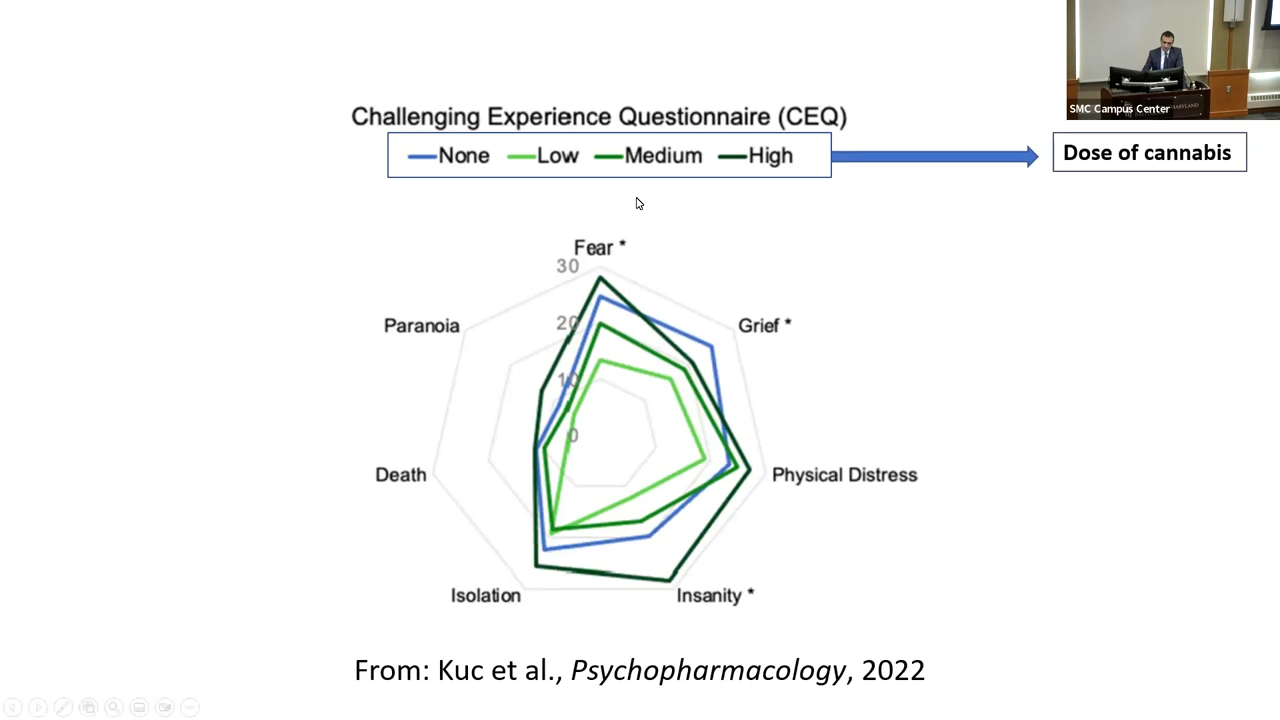 SMC Campus Center
Challenging Experience Questionnaire (CEQ)
None Low Medium High
Dose of cannabis
Fear *
30
Paranoia
20
Grief *
10
0
Death
Physical Distress
Isolation
Insanity *
From: Kuc et al., Psychopharmacology, 2022